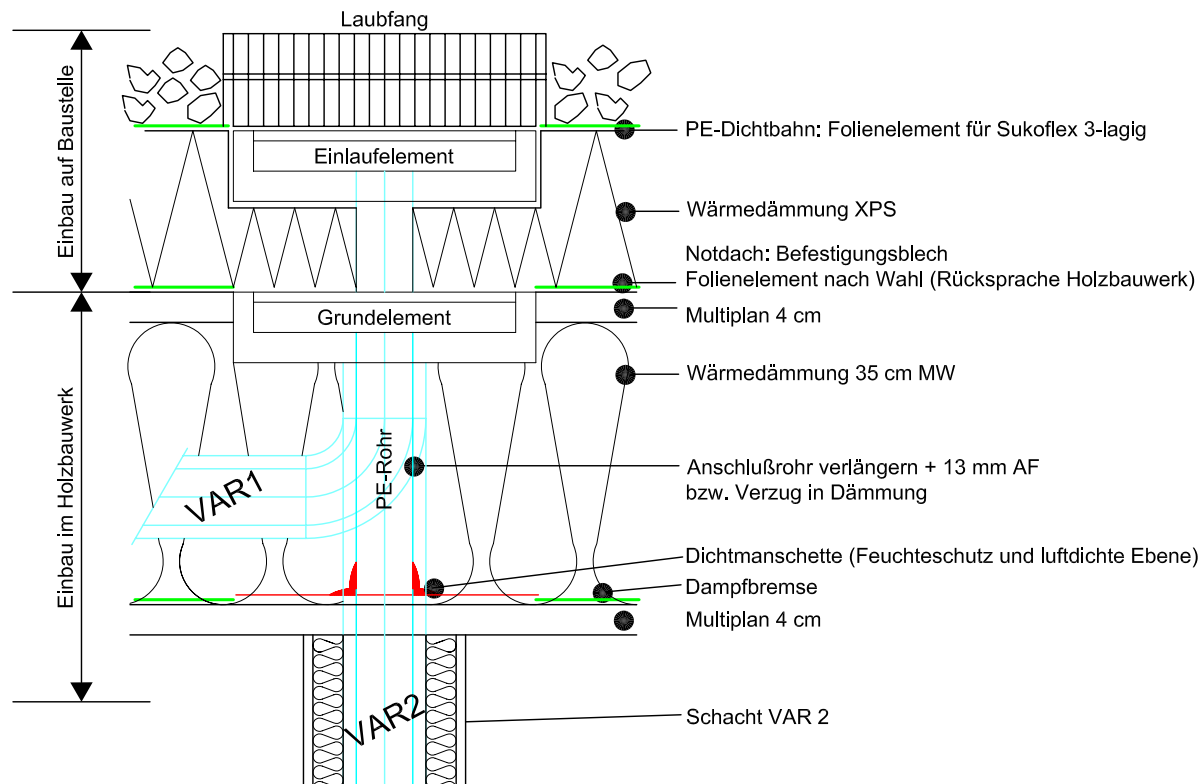 Laubfang
Einbau auf Baustelle
PE-Dichtbahn: Folienelement für Sukoflex 3-lagig
Einlaufelement
Wärmedämmung XPS
Notdach: Befestigungsblech
Folienelement nach Wahl (Rücksprache Holzbauwerk)
Grundelement
Multiplan 4 cm
Wärmedämmung 35 cm MW
Einbau im Holzbauwerk
PE-Rohr
VAR1
Anschlußrohr verlängern + 13 mm AF
bzw. Verzug in Dämmung
Dichtmanschette (Feuchteschutz und luftdichte Ebene)
Dampfbremse
Multiplan 4 cm
VAR2
Schacht VAR 2